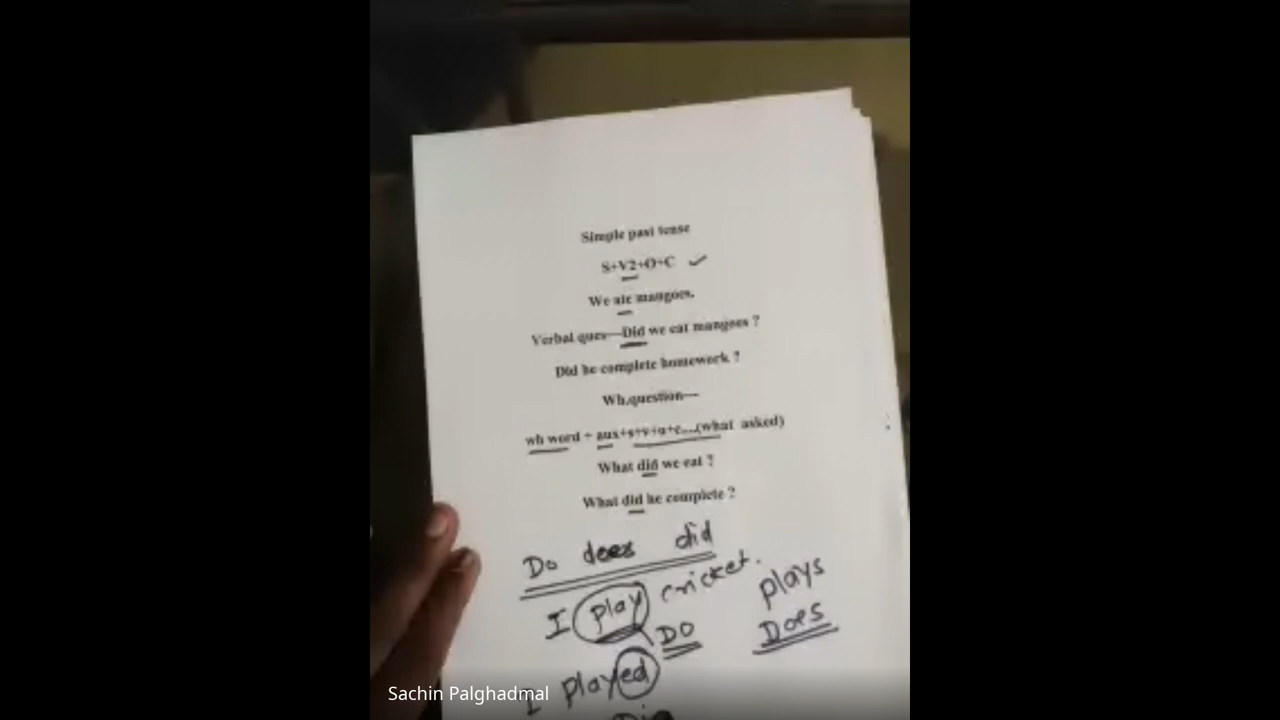 Simple past tense
S+V2+O+C ✓
We ate mangoes.
Verbal ques—Did we eat mangoes ?
Did he complete homework ?
Wh.question---
wh word + aux+s+v+o+c...(what asked)
What did we eat ?
What did he complete ?
Do does did
I play cricket. plays
DO Does
I played
Sachin Palghadmal